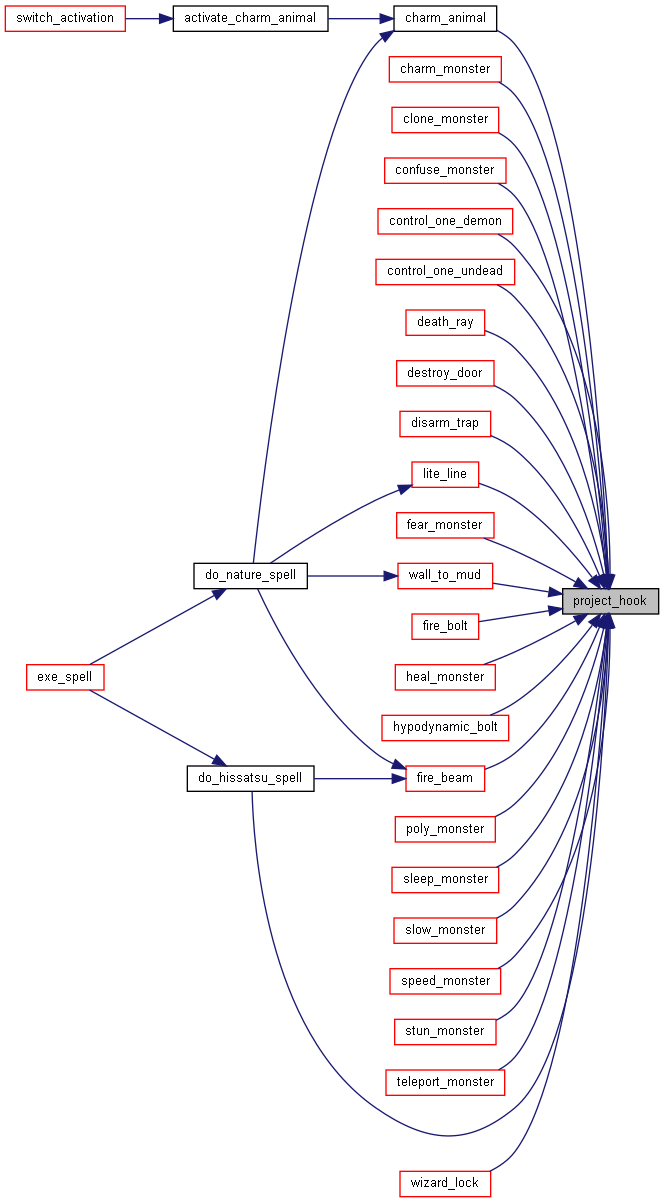 switch_activation
activate_charm_animal
charm_animal
charm_monster
clone_monster
confuse_monster
control_one_demon
control_one_undead
death_ray
destroy_door
disarm_trap
lite_line
fear_monster
do_nature_spell
wall_to_mud
project_hook
fire_bolt
exe_spell
heal_monster
hypodynamic_bolt
do_hissatsu_spell
fire_beam
poly_monster
sleep_monster
slow_monster
speed_monster
stun_monster
teleport_monster
wizard_lock